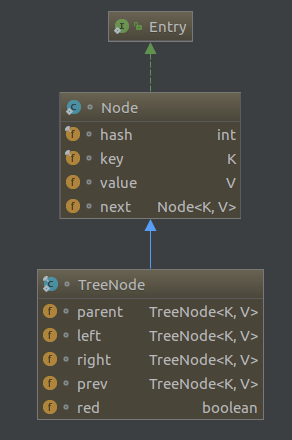 Entry
Node
hash int
key K
value V
next Node<K, V>
TreeNode
parent TreeNode<K, V>
left TreeNode<K, V>
right TreeNode<K, V>
prev TreeNode<K, V>
red boolean